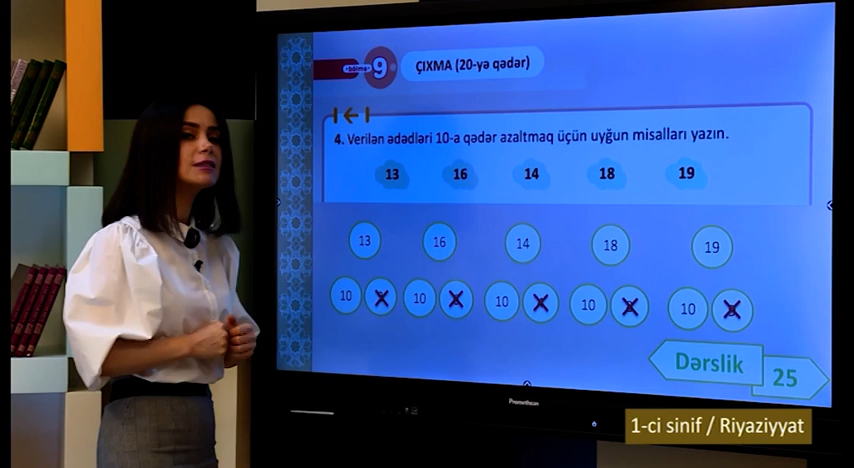 bölmə 9
ÇIXMA (20-yə qədər)
4. Verilən ədədləri 10-a qədər azaltmaq üçün uyğun misalları yazın.
13 16 14 18 19
13 16 14 18 19
10 10 10 10 10
Dərslik 25
Promethean
1-ci sinif / Riyaziyyat